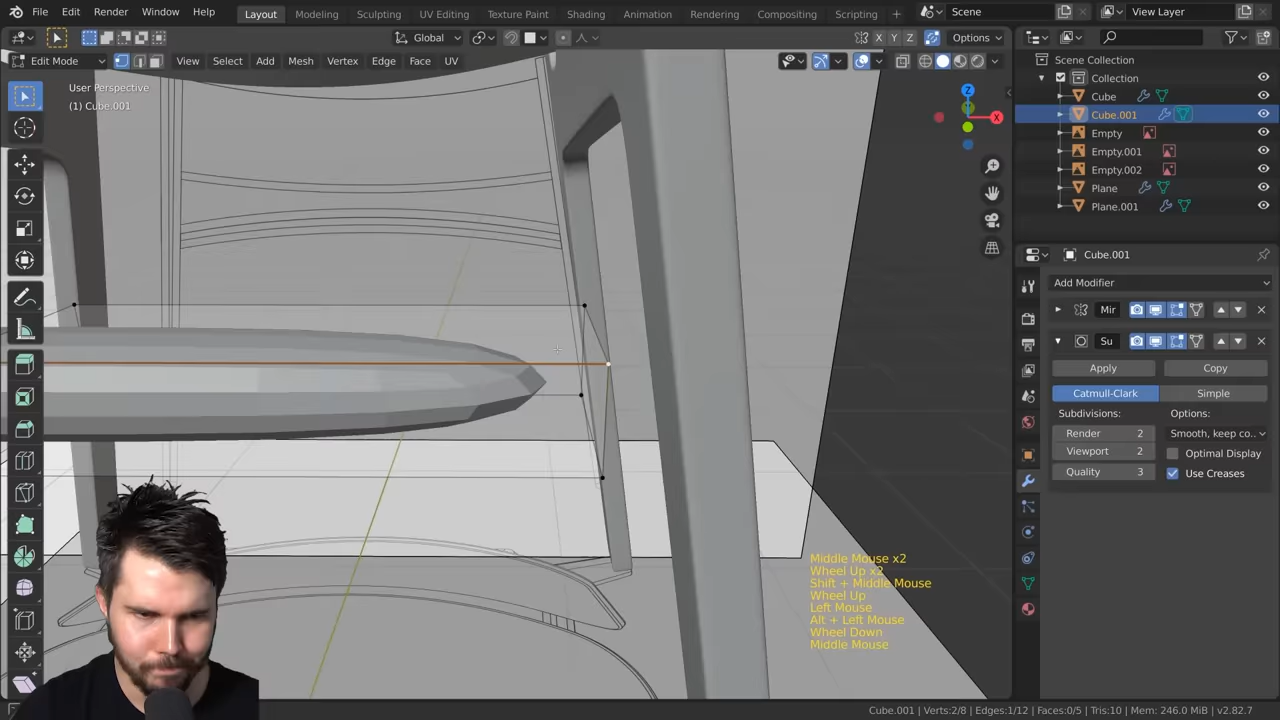 File Edit Render Window Help Layout Modeling Sculpting UV Editing Texture Paint Shading Animation Rendering Compositing Scripting + Scene View Layer
Global X Y Z Options
Edit Mode View Select Add Mesh Vertex Edge Face UV
User Perspective
(1) Cube.001
Z
X
Scene Collection
Collection
Cube
Cube.001
Empty
Empty.001
Empty.002
Plane
Plane.001
Cube.001
Add Modifier
Mir
Su
Apply Copy
Catmull-Clark Simple
Subdivisions: Options:
Render 2 Smooth, keep co..
Viewport 2 Optimal Display
Quality 3 Use Creases
Middle Mouse x2
Wheel Up x2
Shift + Middle Mouse
Wheel Up
Left Mouse
Alt + Left Mouse
Wheel Down
Middle Mouse
Cube.001 | Verts:2/8 | Edges:1/12 | Faces:0/5 | Tris:10 | Mem: 246.0 MiB | v2.82.7